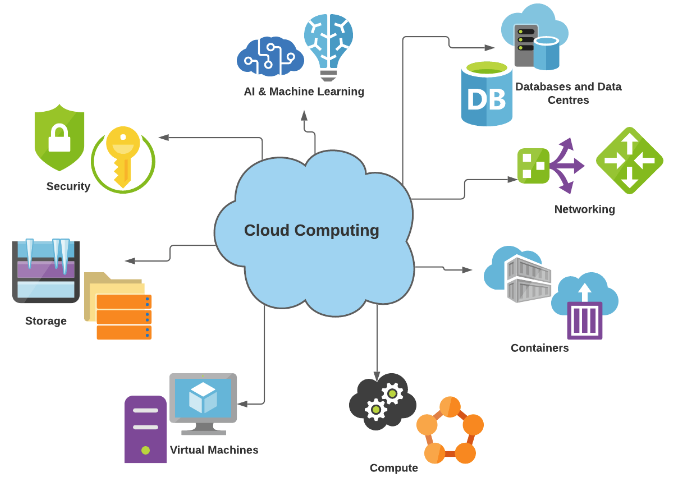 AI & Machine Learning
DB
Databases and Data
Centres
Security
Networking
Cloud Computing
Storage
Containers
Virtual Machines
Compute